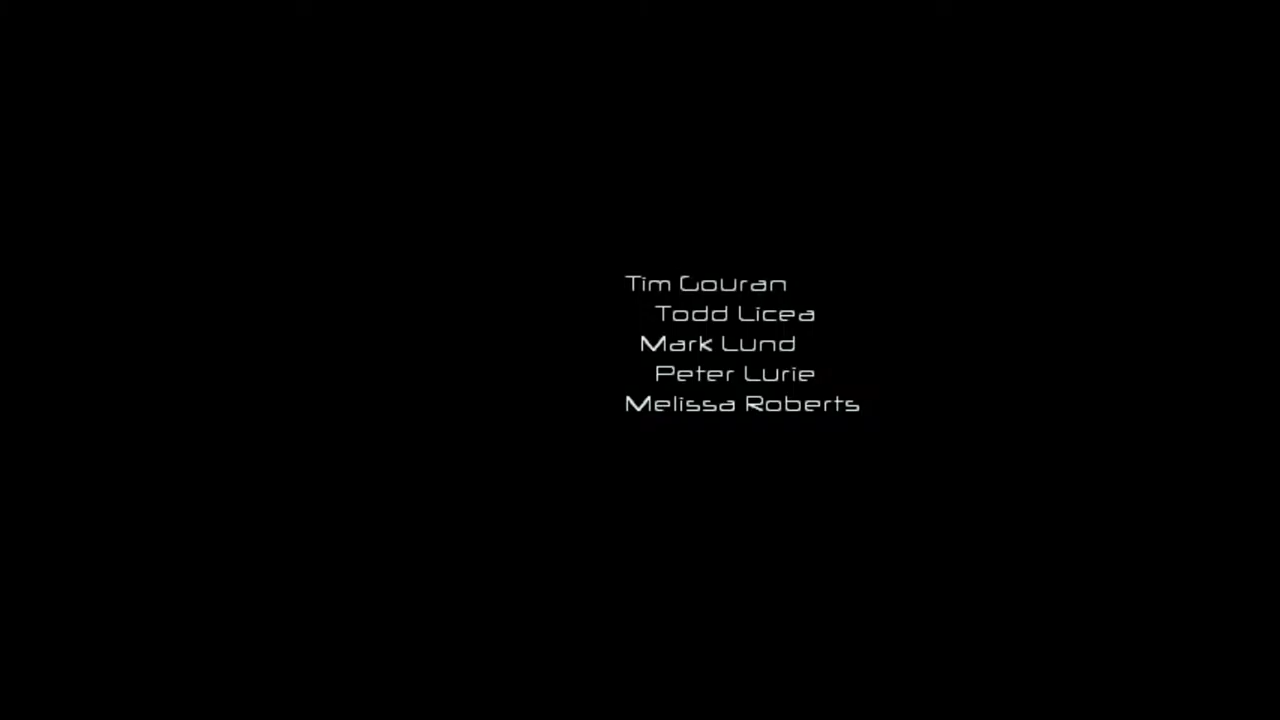 Tim Gouran
Todd Licea
Mark Lund
Peter Lurie
Melissa Roberts